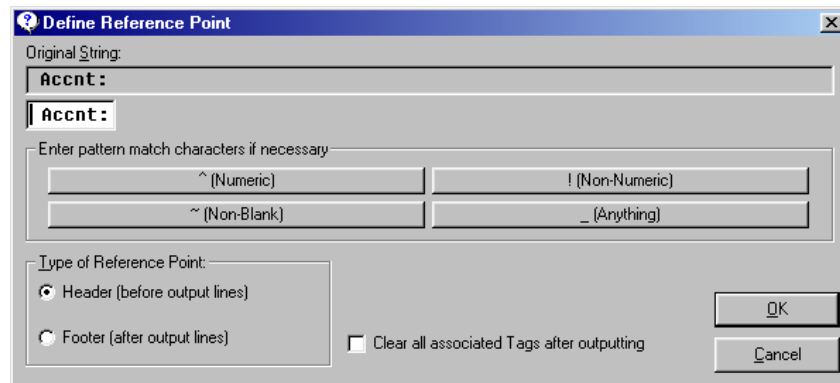 Define Reference Point
Original String:
Accnt:
Accnt:
Enter pattern match characters if necessary
^ (Numeric)
! (Non-Numeric)
~ (Non-Blank)
_ (Anything)
Type of Reference Point:
Header (before output lines)
Footer (after output lines)
Clear all associated Tags after outputting
OK
Cancel